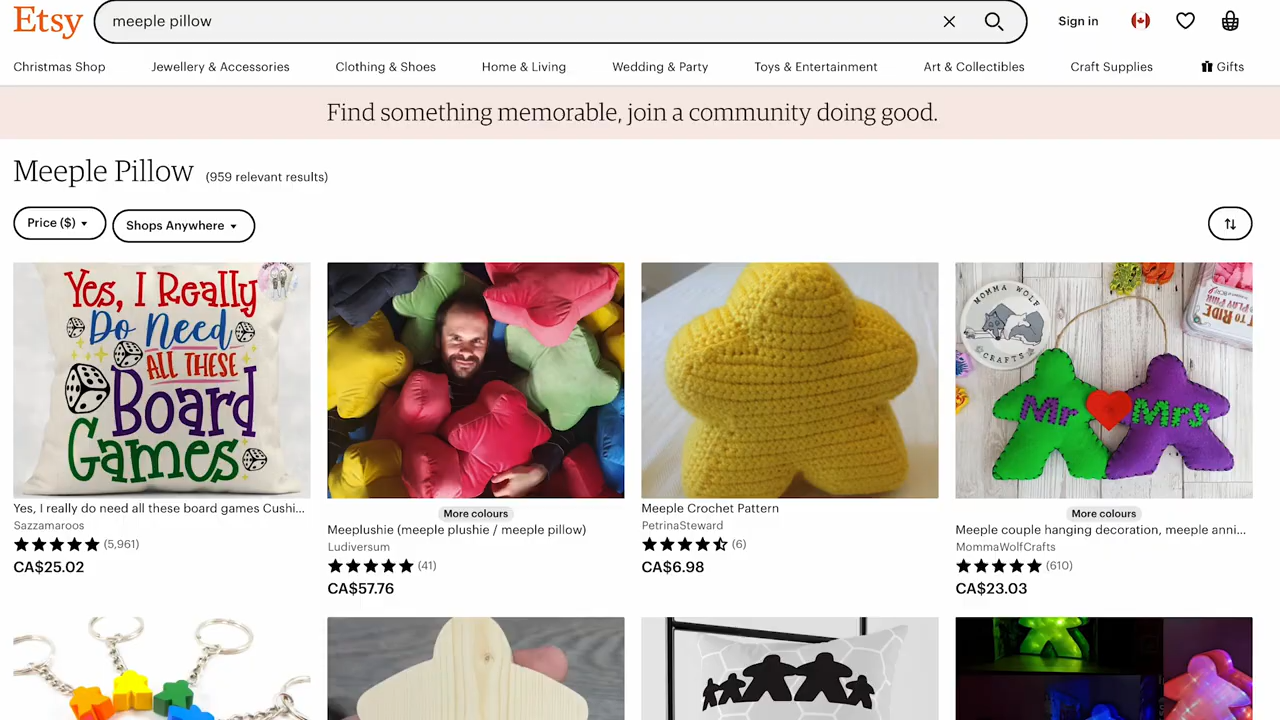 Etsy
meeple pillow
Sign in
Christmas Shop
Jewellery & Accessories
Clothing & Shoes
Home & Living
Wedding & Party
Toys & Entertainment
Art & Collectibles
Craft Supplies
Gifts
Find something memorable, join a community doing good.
Meeple Pillow (959 relevant results)
Price ($)
Shops Anywhere
Yes, I Really
Do Need
ALL THESE
Board
Games
MOMMA WOLF
CRAFTS
Mr
Mrs
Yes, I really do need all these board games Cushi...
Sazzamaroos
(5,961)
CA$25.02
More colours
Meeplushie (meeple plushie / meeple pillow)
Ludiversum
(41)
CA$57.76
Meeple Crochet Pattern
PetrinaSteward
(6)
CA$6.98
More colours
Meeple couple hanging decoration, meeple anni...
MommaWolfCrafts
(610)
CA$23.03